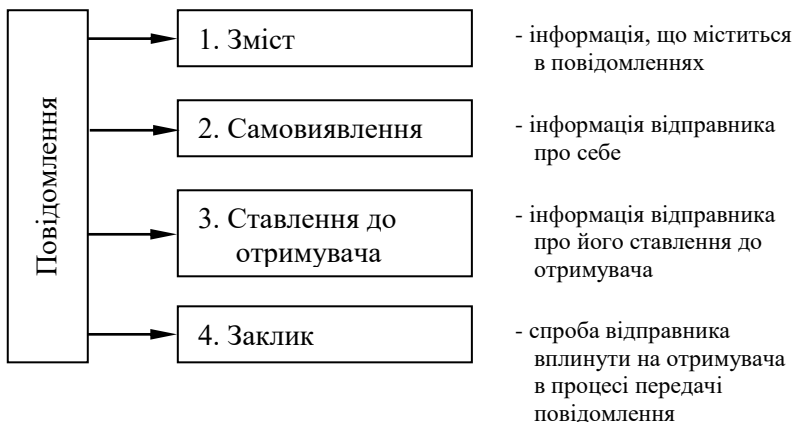 Повідомлення
1. Зміст
- інформація, що міститься
в повідомленнях
2. Самовиявлення
- інформація відправника
про себе
3. Ставлення до
отримувача
- інформація відправника
про його ставлення до
отримувача
4. Заклик
- спроба відправника
вплинути на отримувача
в процесі передачі
повідомлення